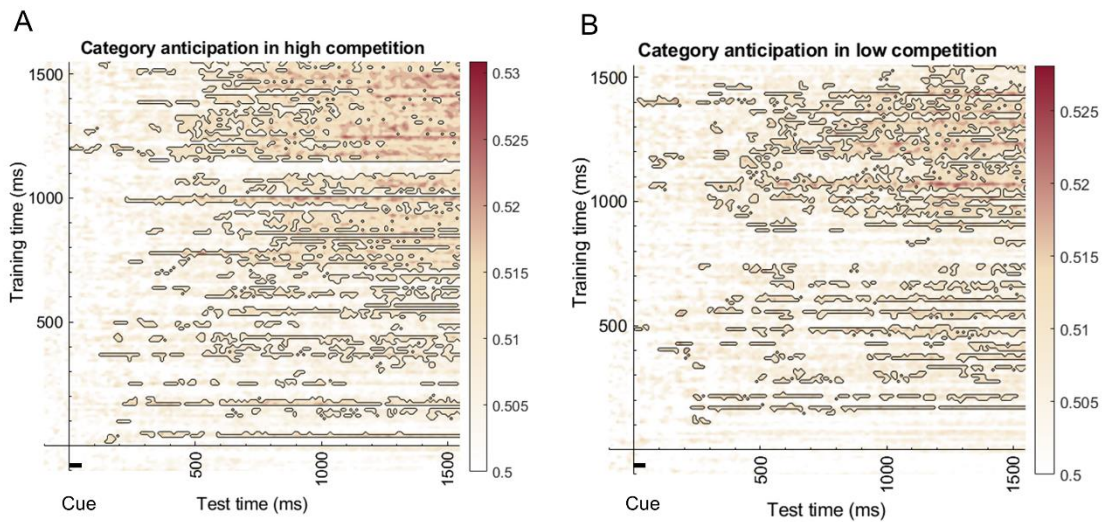 A
Category anticipation in high competition
1500
1000
500
Training time (ms)
500
1000
1500
Cue
Test time (ms)
0.53
0.525
0.52
0.515
0.51
0.505
0.5
B
Category anticipation in low competition
1500
1000
500
Training time (ms)
500
1000
1500
Cue
Test time (ms)
0.525
0.52
0.515
0.51
0.505
0.5